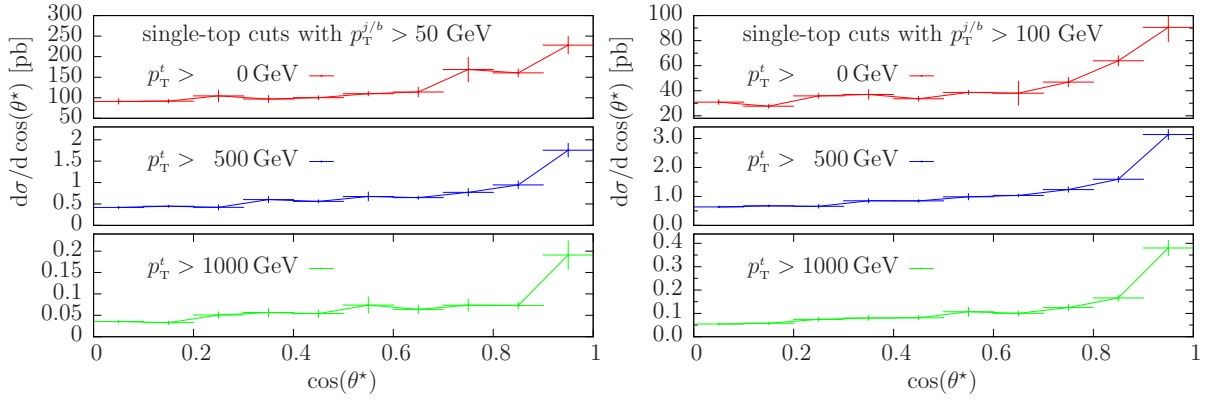 single-top cuts with p_T^{j/b} > 50 GeV
p_T^t > 0 GeV
p_T^t > 500 GeV
p_T^t > 1000 GeV
dσ/d cos(θ⋆) [pb]
300
250
200
150
100
50
2
1.5
1
0.5
0
0.2
0.15
0.1
0.05
0
0 0.2 0.4 0.6 0.8 1
cos(θ⋆)
single-top cuts with p_T^{j/b} > 100 GeV
p_T^t > 0 GeV
p_T^t > 500 GeV
p_T^t > 1000 GeV
dσ/d cos(θ⋆) [pb]
100
80
60
40
20
3.0
2.0
1.0
0.0
0.4
0.3
0.2
0.1
0.0
0 0.2 0.4 0.6 0.8 1
cos(θ⋆)